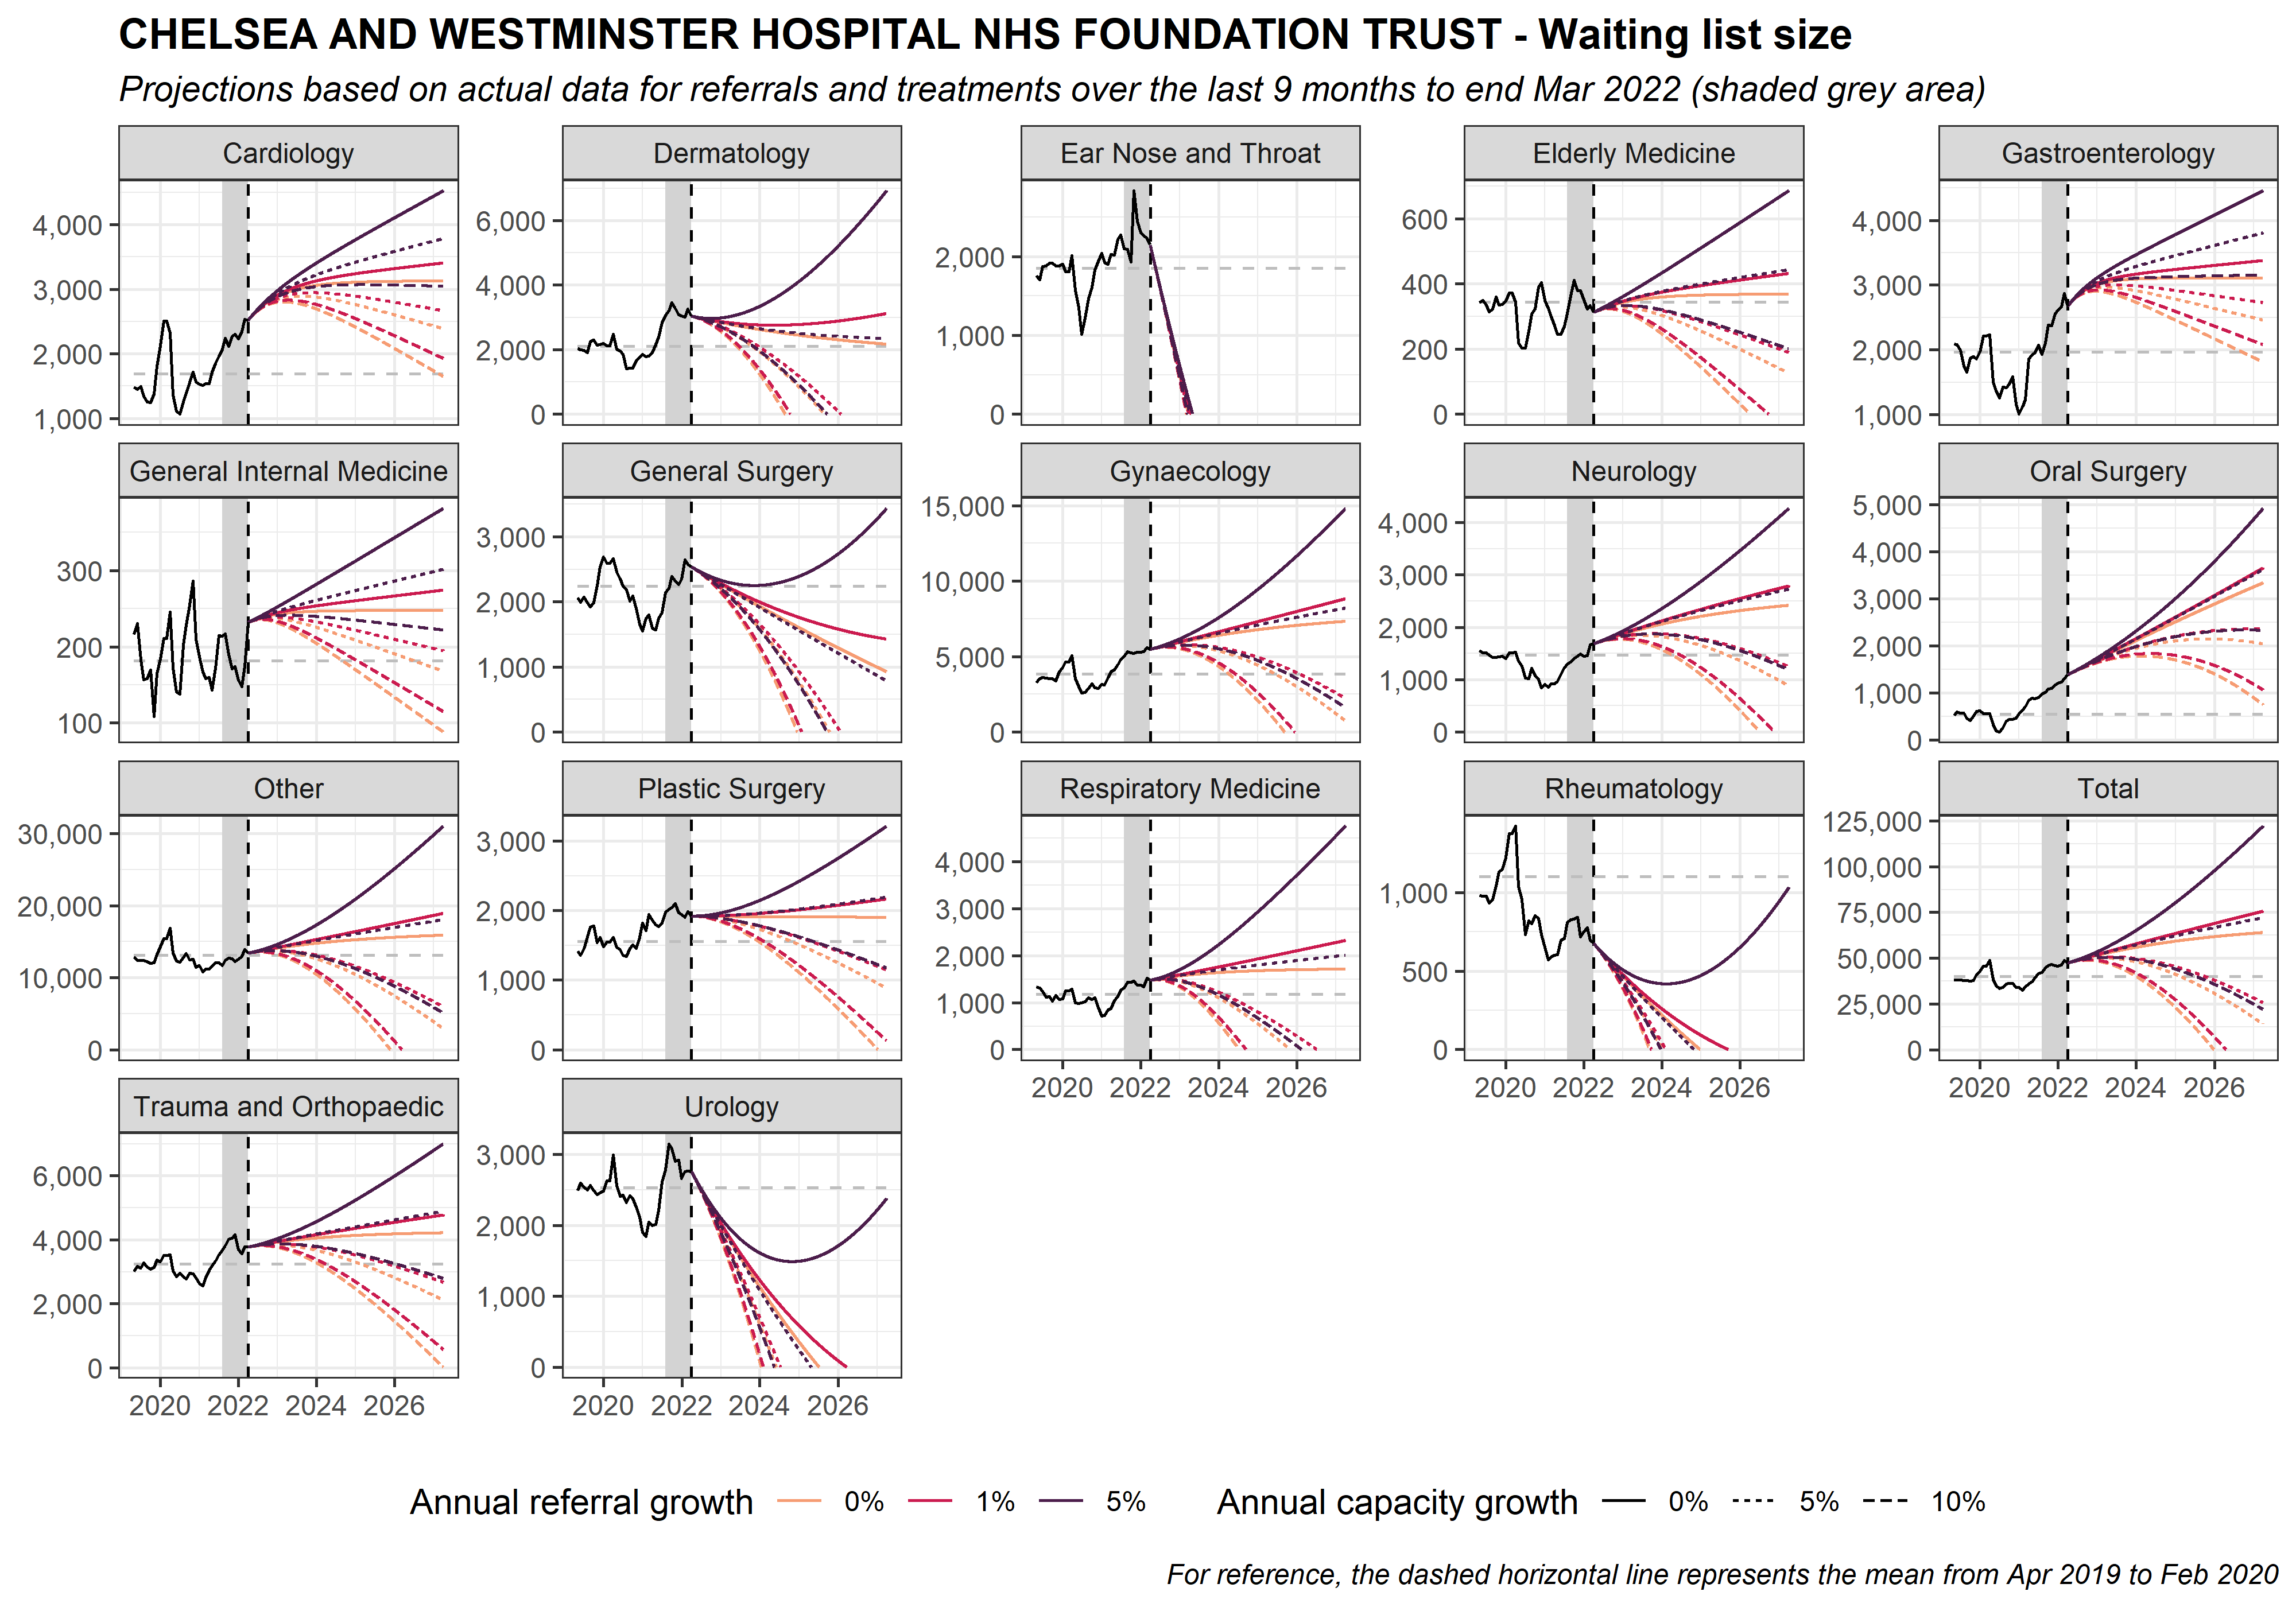 CHELSEA AND WESTMINSTER HOSPITAL NHS FOUNDATION TRUST - Waiting list size
Projections based on actual data for referrals and treatments over the last 9 months to end Mar 2022 (shaded grey area)
Cardiology
4,000
3,000
2,000
1,000
Dermatology
6,000
4,000
2,000
0
Ear Nose and Throat
2,000
1,000
0
Elderly Medicine
600
400
200
0
Gastroenterology
4,000
3,000
2,000
1,000
General Internal Medicine
300
200
100
General Surgery
3,000
2,000
1,000
0
Gynaecology
15,000
10,000
5,000
0
Neurology
4,000
3,000
2,000
1,000
0
Oral Surgery
5,000
4,000
3,000
2,000
1,000
0
Other
30,000
20,000
10,000
0
Plastic Surgery
3,000
2,000
1,000
0
Respiratory Medicine
4,000
3,000
2,000
1,000
0
2020 2022 2024 2026
Rheumatology
1,000
500
0
2020 2022 2024 2026
Total
125,000
100,000
75,000
50,000
25,000
0
2020 2022 2024 2026
Trauma and Orthopaedic
6,000
4,000
2,000
0
2020 2022 2024 2026
Urology
3,000
2,000
1,000
0
2020 2022 2024 2026
Annual referral growth 0% 1% 5% Annual capacity growth 0% 5% 10%
For reference, the dashed horizontal line represents the mean from Apr 2019 to Feb 2020